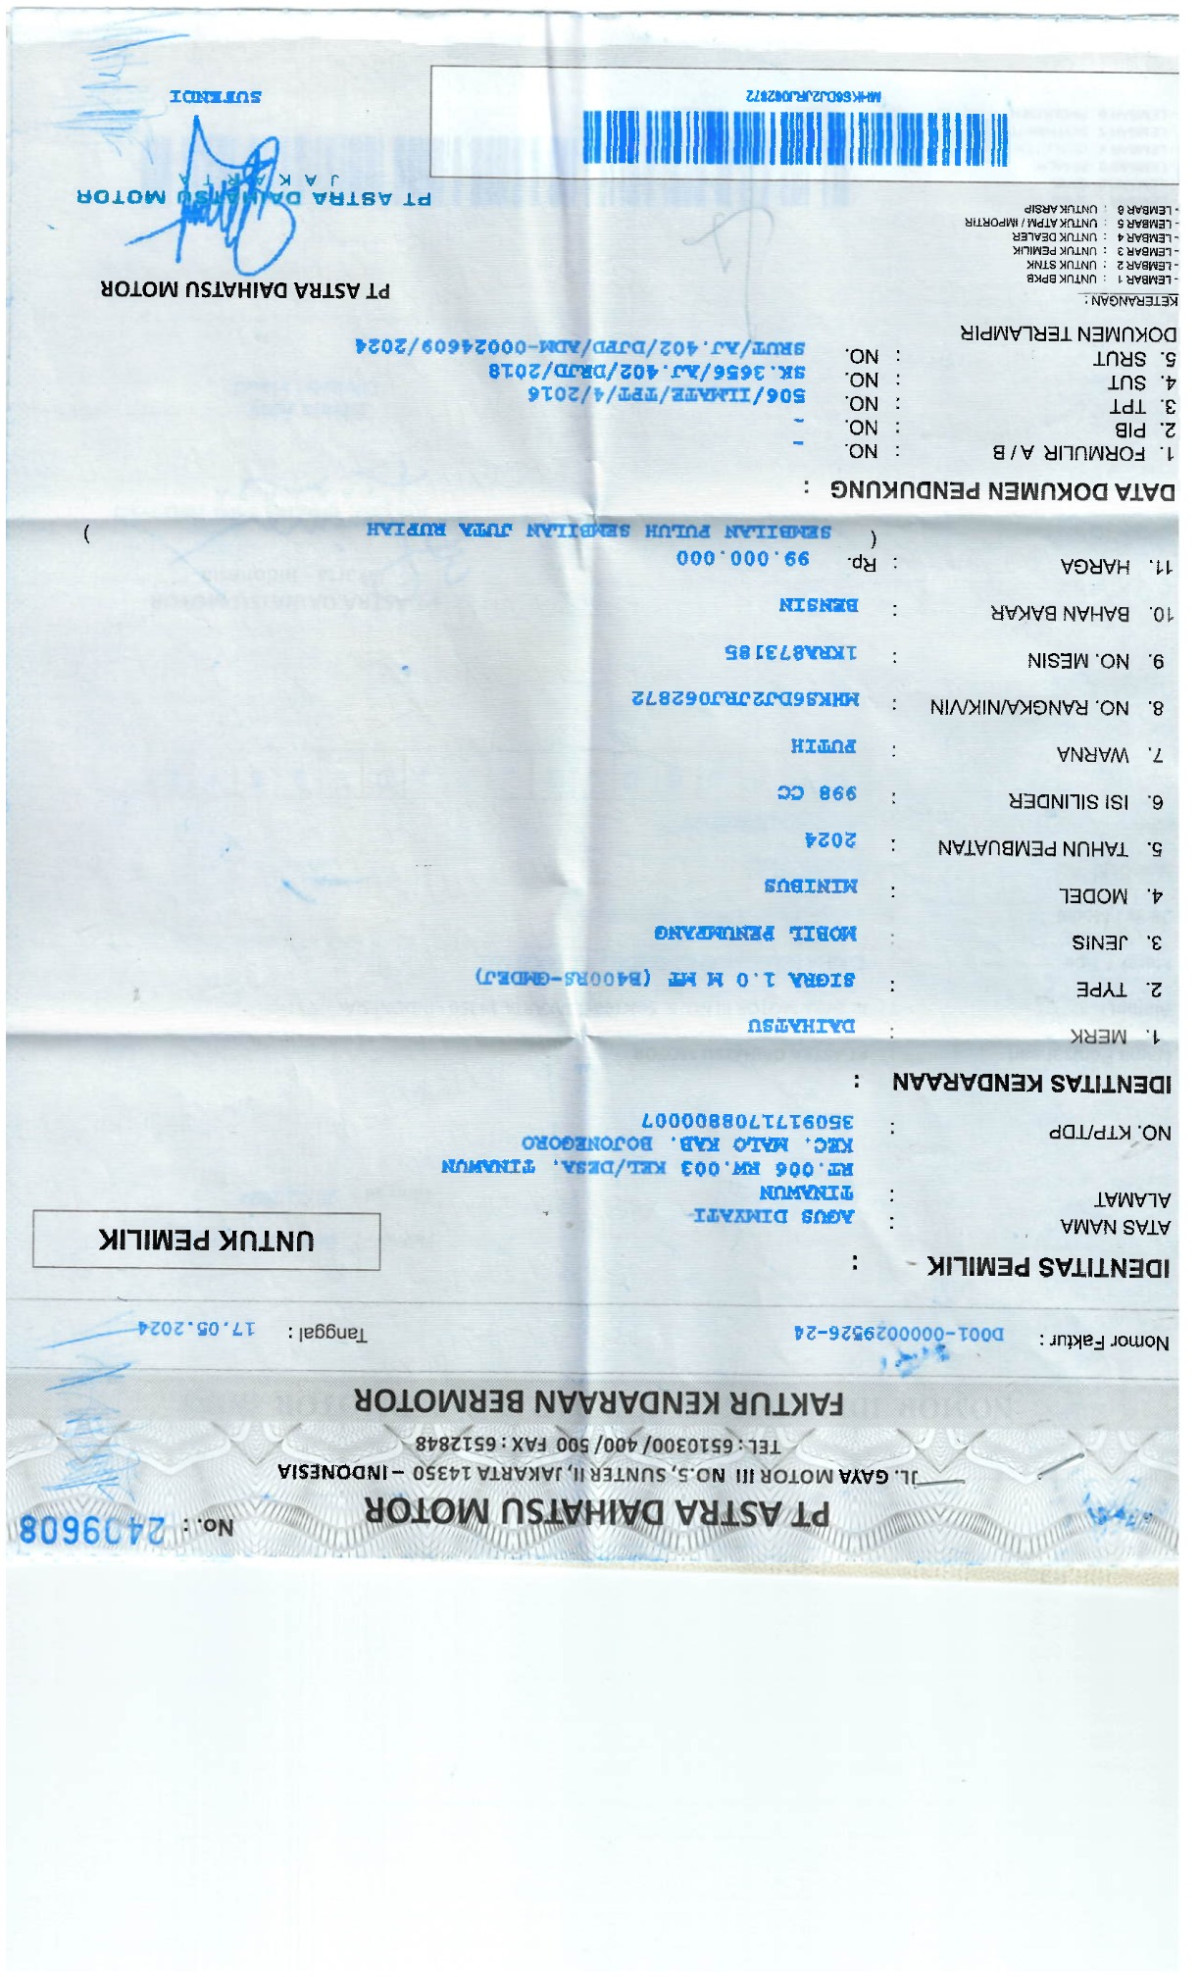 PT ASTRA DAIHATSU MOTOR
No. : 2409608
JL. GAYA MOTOR III NO.5, SUNTER II, JAKARTA 14350 – INDONESIA
TEL : 6510300/ 400/ 500 FAX : 6512848
FAKTUR KENDARAAN BERMOTOR
Nomor Faktur : D001-0000029526-24 Tanggal : 17.05.2024
IDENTITAS PEMILIK :
UNTUK PEMILIK
ATAS NAMA : AGUS DIMYATI
ALAMAT : TINAWUN
RT.006 RW.003 KEL/DESA. TINAWUN
KEC. MALO KAB. BOJONEGORO
NO. KTP/TDP : 3509171708800007
IDENTITAS KENDARAAN :
1. MERK : DAIHATSU
2. TYPE : SIGRA 1.0 M MT (B400RS-GMDEJ)
3. JENIS : MOBIL PENUMPANG
4. MODEL : MINIBUS
5. TAHUN PEMBUATAN : 2024
6. ISI SILINDER : 998 CC
7. WARNA : PUTIH
8. NO. RANGKA/NIK/VIN : MHKS6DJ2JRJ062872
9. NO. MESIN : 1KRA873185
10. BAHAN BAKAR : BENSIN
11. HARGA : Rp. 99.000.000
( SEMBILAN PULUH SEMBILAN JUTA RUPIAH )
DATA DOKUMEN PENDUKUNG :
1. FORMULIR A / B : NO. -
2. PIB : NO. -
3. TPT : NO. 506/ILMATE/TPT/4/2016
4. SUT : NO. SK.3656/AJ.402/DRJD/2018
5. SRUT : NO. SRUT/AJ.402/DJPD/ADM-00024609/2024
DOKUMEN TERLAMPIR
KETERANGAN :
- LEMBAR 1 : UNTUK BPKB
- LEMBAR 2 : UNTUK STNK
- LEMBAR 3 : UNTUK PEMILIK
- LEMBAR 4 : UNTUK DEALER
- LEMBAR 5 : UNTUK ATPM / IMPORTIR
- LEMBAR 6 : UNTUK ARSIP
PT ASTRA DAIHATSU MOTOR
PT ASTRA DAIHATSU MOTOR
JAKARTA
SUFENDI
MHKS6DJ2JRJ062872